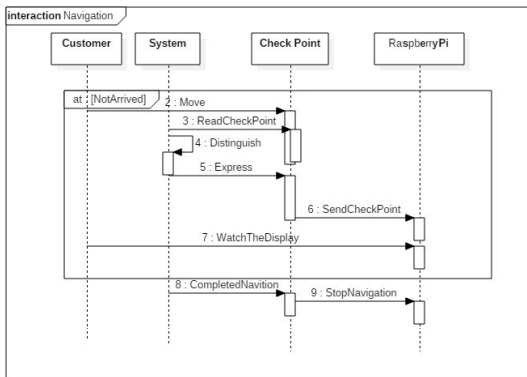 interaction Navigation
Customer
System
Check Point
RaspberryPi
at : [NotArrived]
2 : Move
3 : ReadCheckPoint
4 : Distinguish
5 : Express
6 : SendCheckPoint
7 : WatchTheDisplay
8 : CompletedNavition
9 : StopNavigation